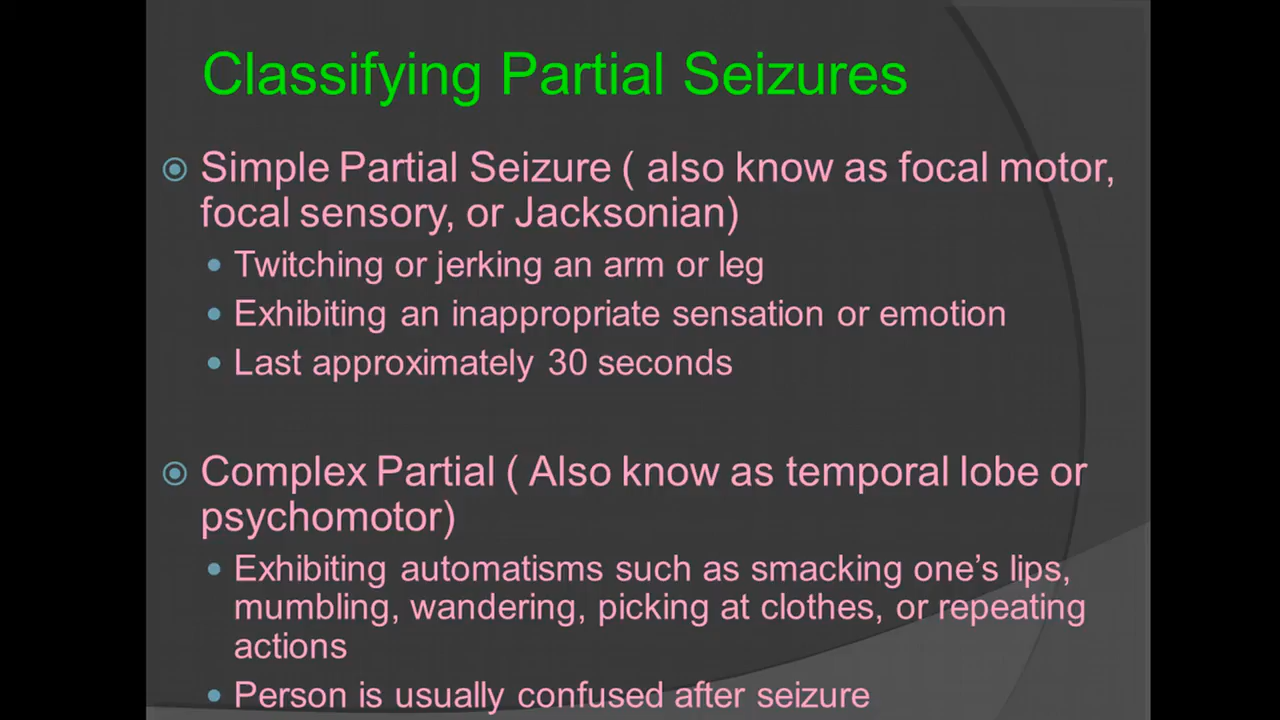 Classifying Partial Seizures
Simple Partial Seizure ( also know as focal motor,
focal sensory, or Jacksonian)
Twitching or jerking an arm or leg
Exhibiting an inappropriate sensation or emotion
Last approximately 30 seconds
Complex Partial ( Also know as temporal lobe or
psychomotor)
Exhibiting automatisms such as smacking one’s lips,
mumbling, wandering, picking at clothes, or repeating
actions
Person is usually confused after seizure